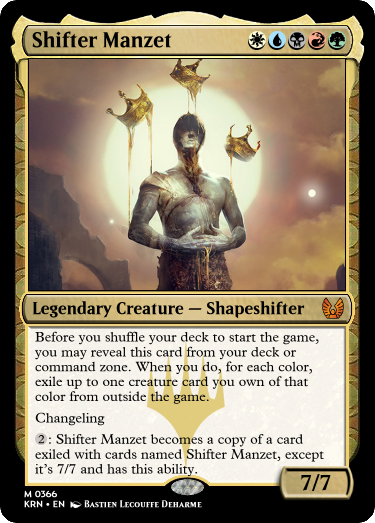 Shifter Manzet
Legendary Creature — Shapeshifter
Before you shuffle your deck to start the game,
you may reveal this card from your deck or
command zone. When you do, for each color,
exile up to one creature card you own of that
color from outside the game.
Changeling
2: Shifter Manzet becomes a copy of a card
exiled with cards named Shifter Manzet, except
it's 7/7 and has this ability.
7/7
M 0366
KRN • EN Bastien Lecouffe Deharme